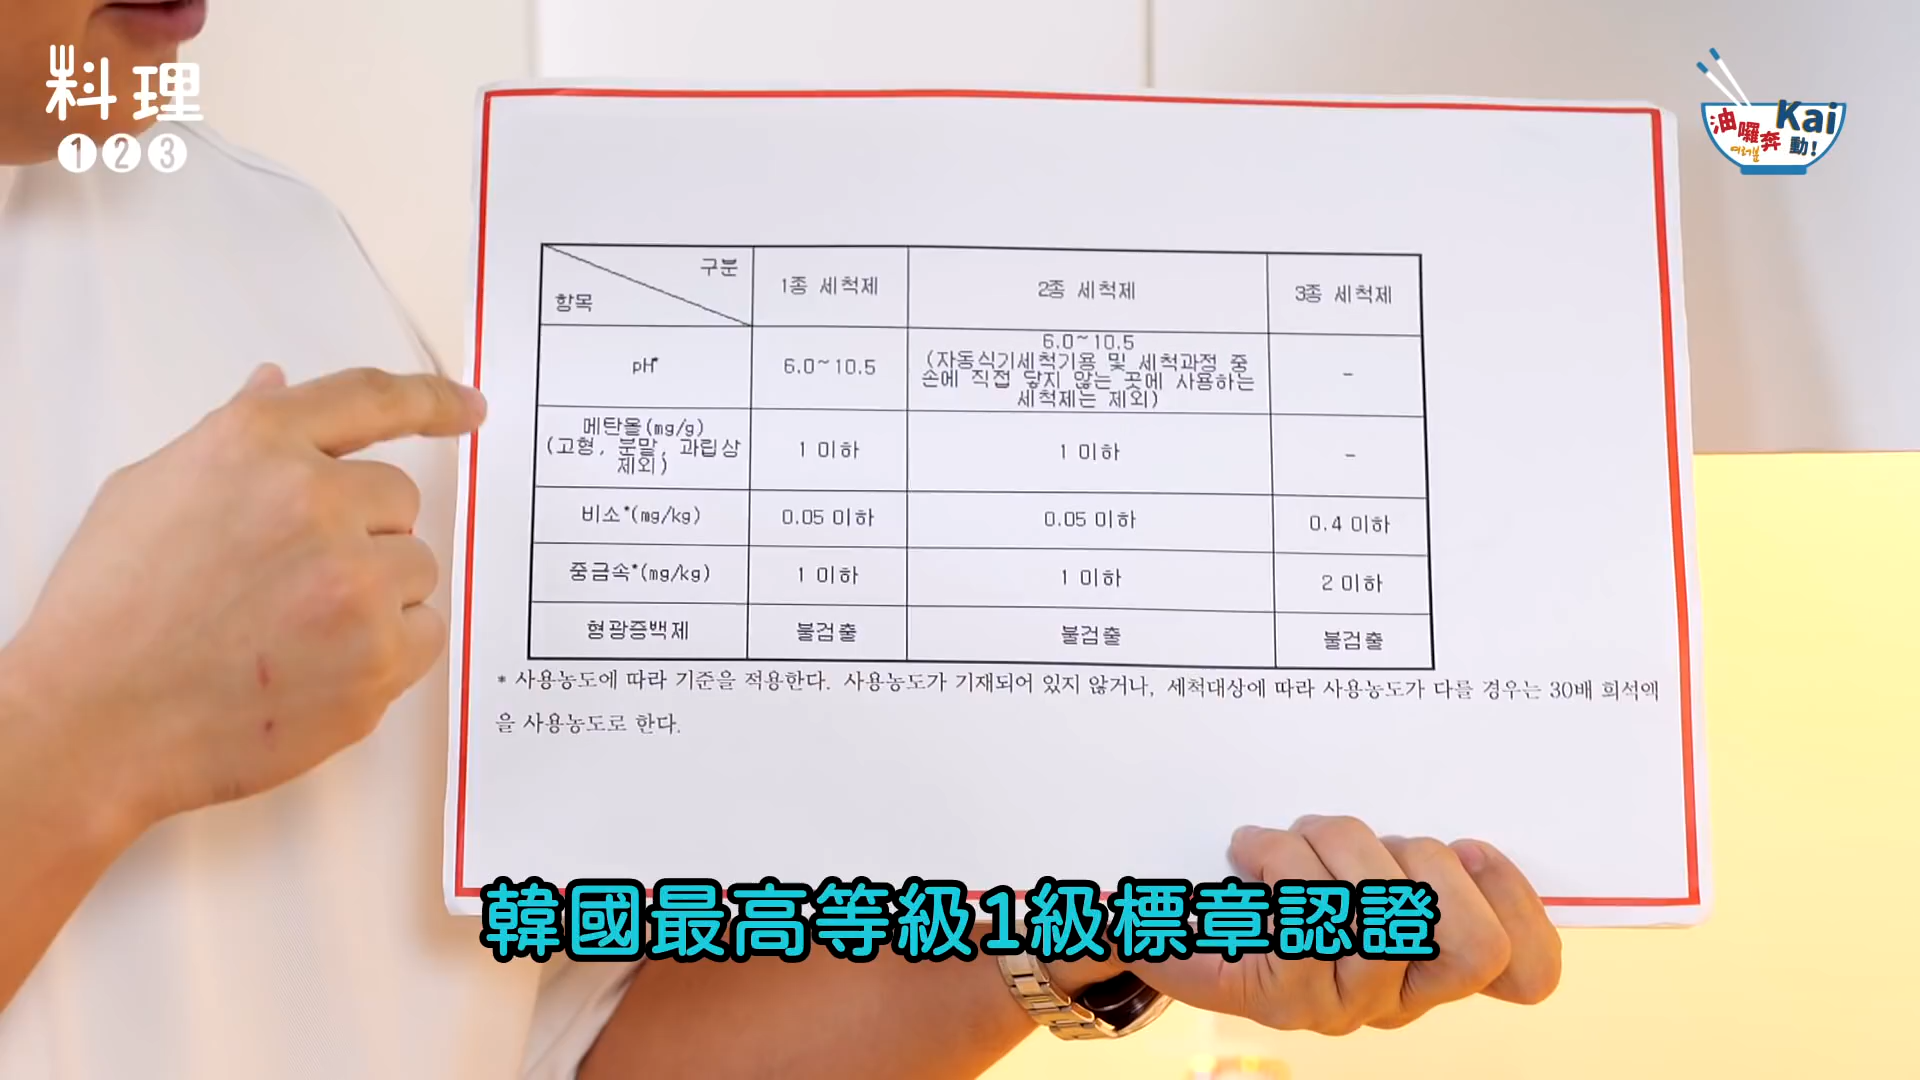 料理
123
Kai
油囉奔
動!
여러분
구분
항목
1종 세척제
2종 세척제
3종 세척제
pH*
6.0~10.5
6.0~10.5
(자동식기세척기용 및 세척과정 중
손에 직접 닿지 않는 곳에 사용하는
세척제는 제외)
-
메탄올(mg/g)
(고형, 분말, 과립상
제외)
1 이하
1 이하
-
비소*(mg/kg)
0.05 이하
0.05 이하
0.4 이하
중금속*(mg/kg)
1 이하
1 이하
2 이하
형광증백제
불검출
불검출
불검출
* 사용농도에 따라 기준을 적용한다. 사용농도가 기재되어 있지 않거나, 세척대상에 따라 사용농도가 다를 경우는 30배 희석액
을 사용농도로 한다.
韓國最高等級1級標章認證